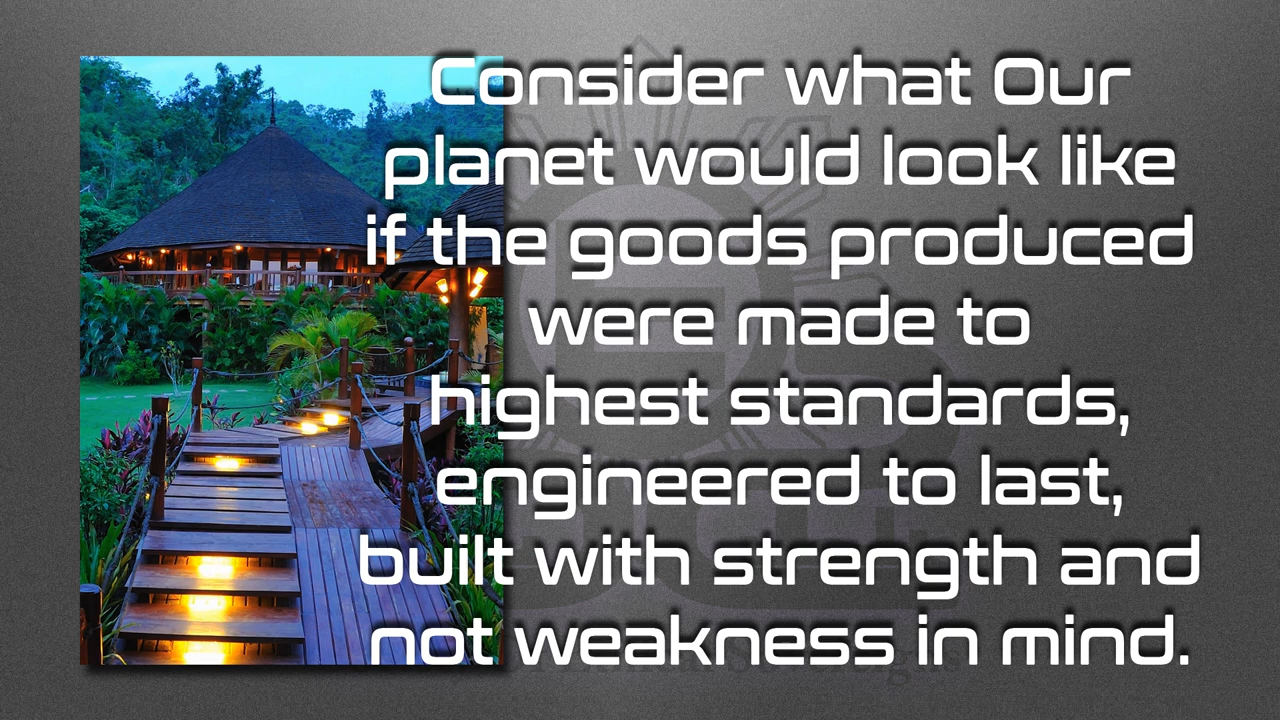 Consider what Our
planet would look like
if the goods produced
were made to
highest standards,
engineered to last,
built with strength and
not weakness in mind.